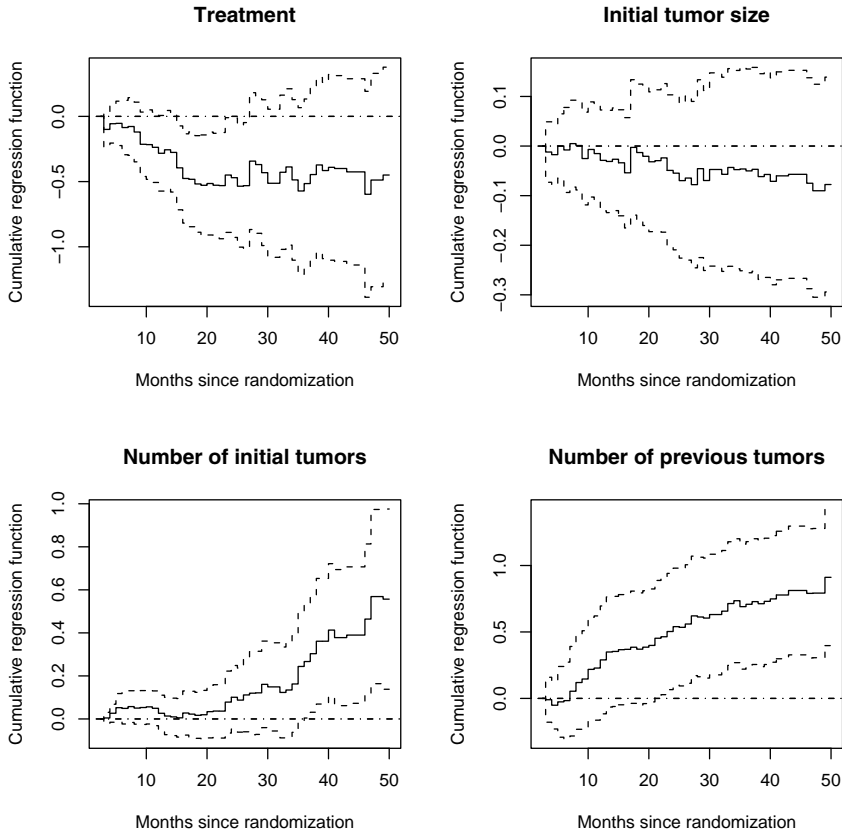 Treatment
Initial tumor size
Cumulative regression function
0.0
−0.5
−1.0
10 20 30 40 50
Months since randomization
Cumulative regression function
0.1
0.0
−0.1
−0.2
−0.3
10 20 30 40 50
Months since randomization
Number of initial tumors
Number of previous tumors
Cumulative regression function
1.0
0.8
0.6
0.4
0.2
0.0
10 20 30 40 50
Months since randomization
Cumulative regression function
1.0
0.5
0.0
10 20 30 40 50
Months since randomization